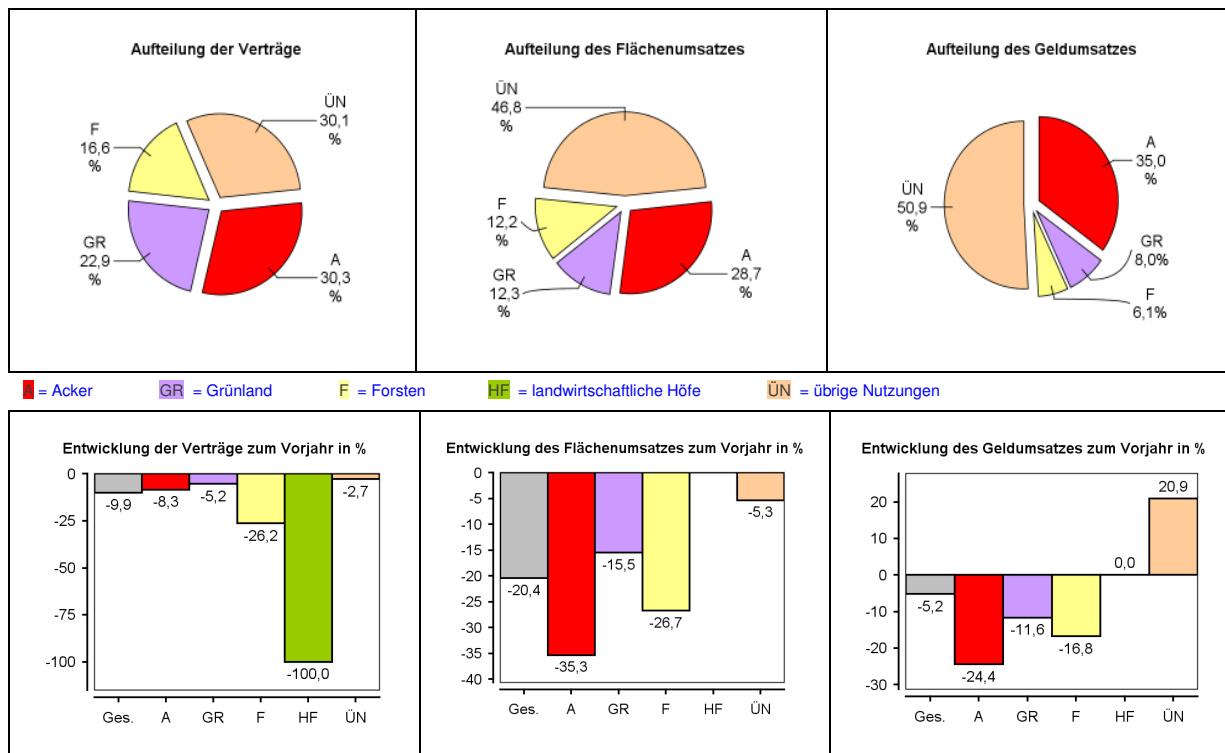 Aufteilung der Verträge
ÜN
30,1
%
F
16,6
%
GR
22,9
%
A
30,3
%
Aufteilung des Flächenumsatzes
ÜN
46,8
%
F
12,2
%
GR
12,3
%
A
28,7
%
Aufteilung des Geldumsatzes
A
35,0
%
ÜN
50,9
%
GR
8,0%
F
6,1%
A = Acker GR = Grünland F = Forsten HF = landwirtschaftliche Höfe ÜN = übrige Nutzungen
Entwicklung der Verträge zum Vorjahr in %
0
-25
-50
-75
-100
-9,9
-8,3
-5,2
-26,2
-100,0
-2,7
Ges. A GR F HF ÜN
Entwicklung des Flächenumsatzes zum Vorjahr in %
0
-5
-10
-15
-20
-25
-30
-35
-40
-20,4
-35,3
-15,5
-26,7
-5,3
Ges. A GR F HF ÜN
Entwicklung des Geldumsatzes zum Vorjahr in %
20
10
0
-10
-20
-30
-5,2
-24,4
-11,6
-16,8
0,0
20,9
Ges. A GR F HF ÜN